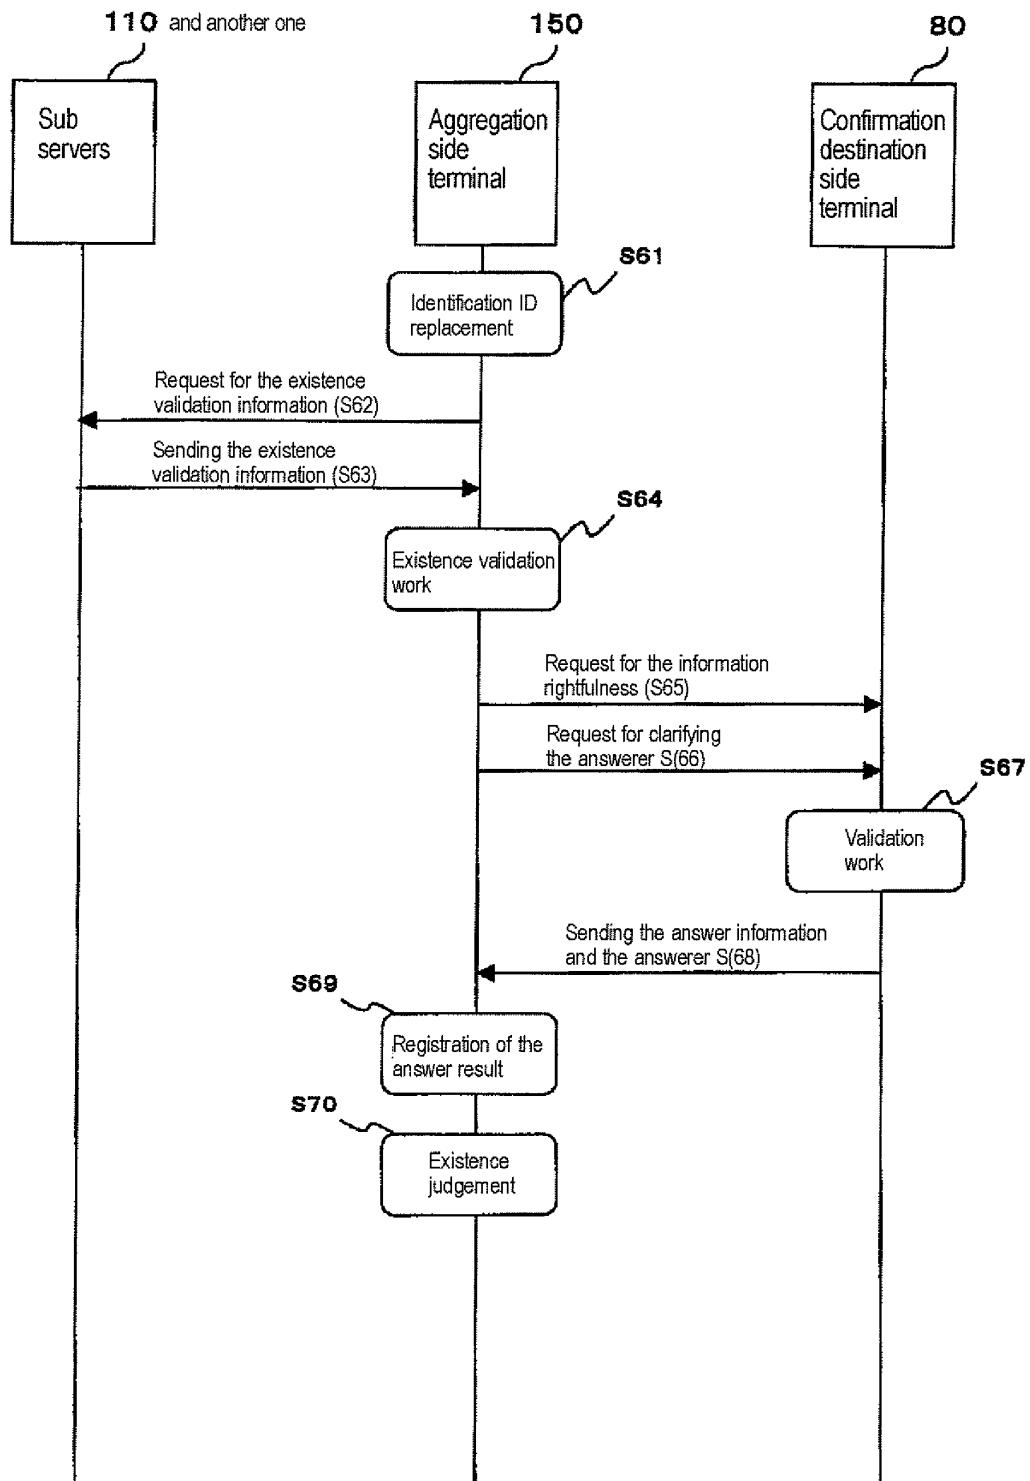 110 and another one
150
80
Sub
servers
Aggregation
side
terminal
Confirmation
destination
side
terminal
S61
Identification ID
replacement
Request for the existence
validation information (S62)
Sending the existence
validation information (S63)
S64
Existence validation
work
Request for the information
rightfulness (S65)
Request for clarifying
the answerer S(66)
S67
Validation
work
Sending the answer information
and the answerer S(68)
S69
Registration of the
answer result
S70
Existence
judgement